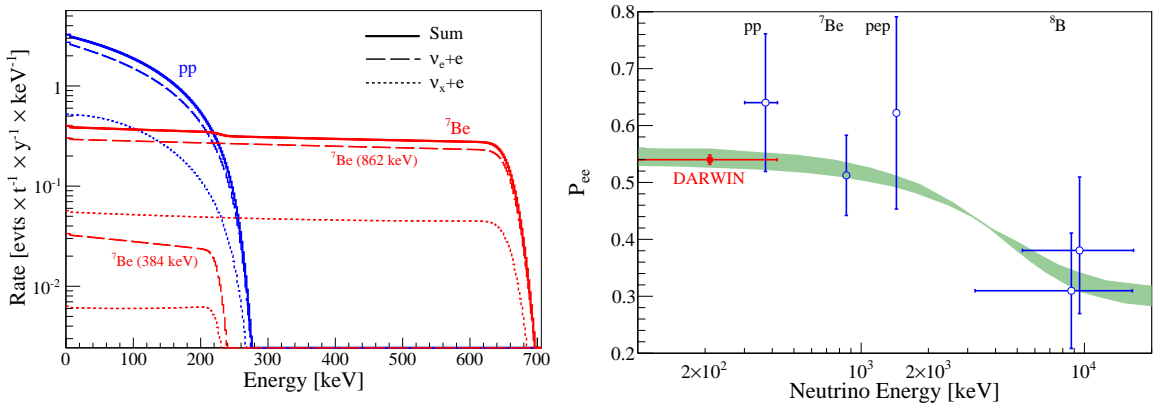 Rate [evts × t⁻¹ × y⁻¹ × keV⁻¹]
1
10⁻¹
10⁻²
pp
Sum
νₑ+e
νₓ+e
⁷Be
⁷Be (862 keV)
⁷Be (384 keV)
0 100 200 300 400 500 600 700
Energy [keV]
P_ee
0.8
0.7
0.6
0.5
0.4
0.3
0.2
pp
⁷Be
pep
⁸B
DARWIN
2×10² 10³ 2×10³ 10⁴
Neutrino Energy [keV]